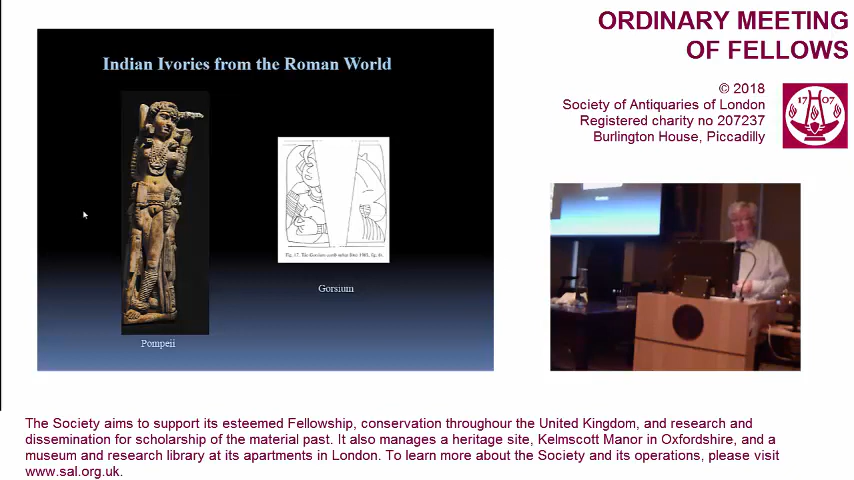 ORDINARY MEETING
OF FELLOWS
© 2018
Society of Antiquaries of London
Registered charity no 207237
Burlington House, Piccadilly
17 07
Indian Ivories from the Roman World
Gorsium
Pompeii
The Society aims to support its esteemed Fellowship, conservation throughour the United Kingdom, and research and
dissemination for scholarship of the material past. It also manages a heritage site, Kelmscott Manor in Oxfordshire, and a
museum and research library at its apartments in London. To learn more about the Society and its operations, please visit
www.sal.org.uk.